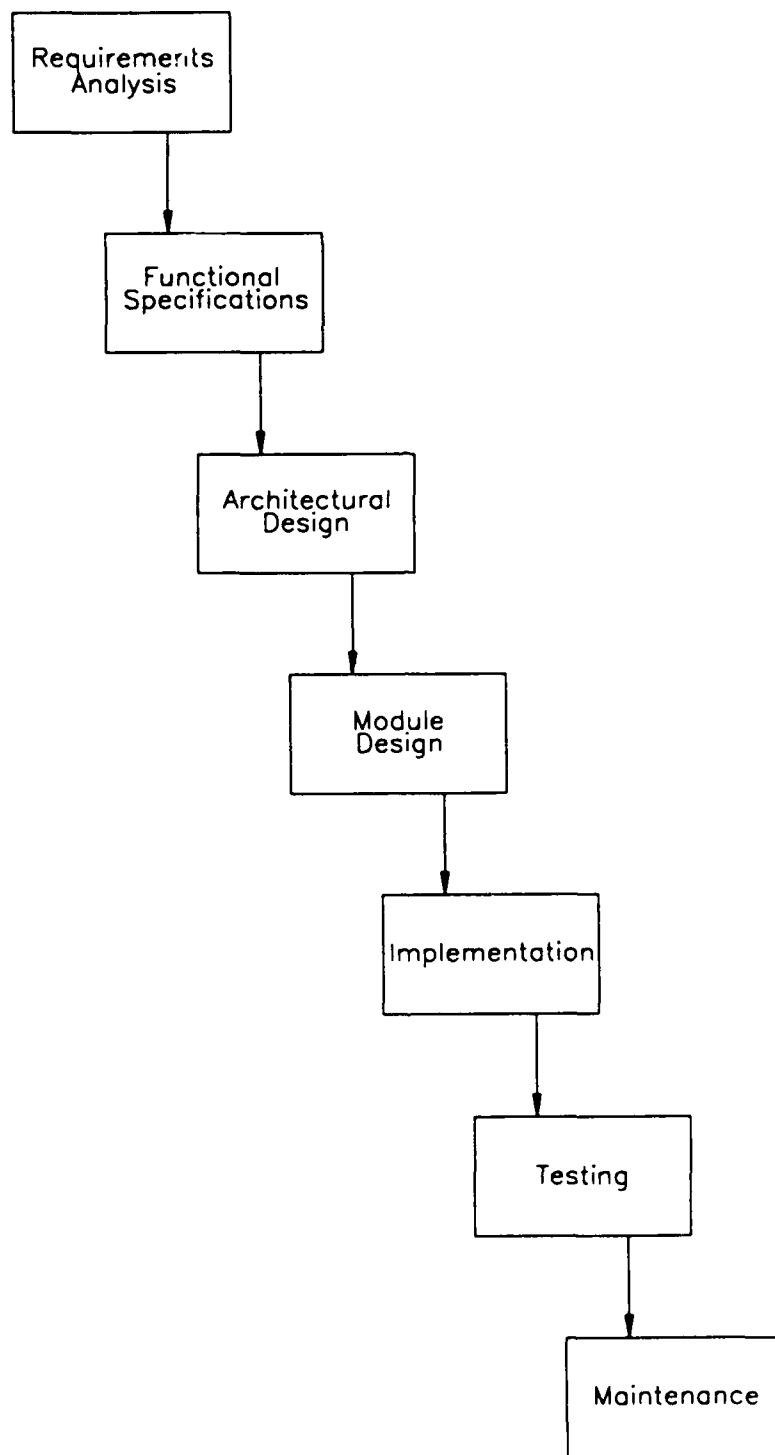 Requirements
Analysis
Functional
Specifications
Architectural
Design
Module
Design
Implementation
Testing
Maintenance